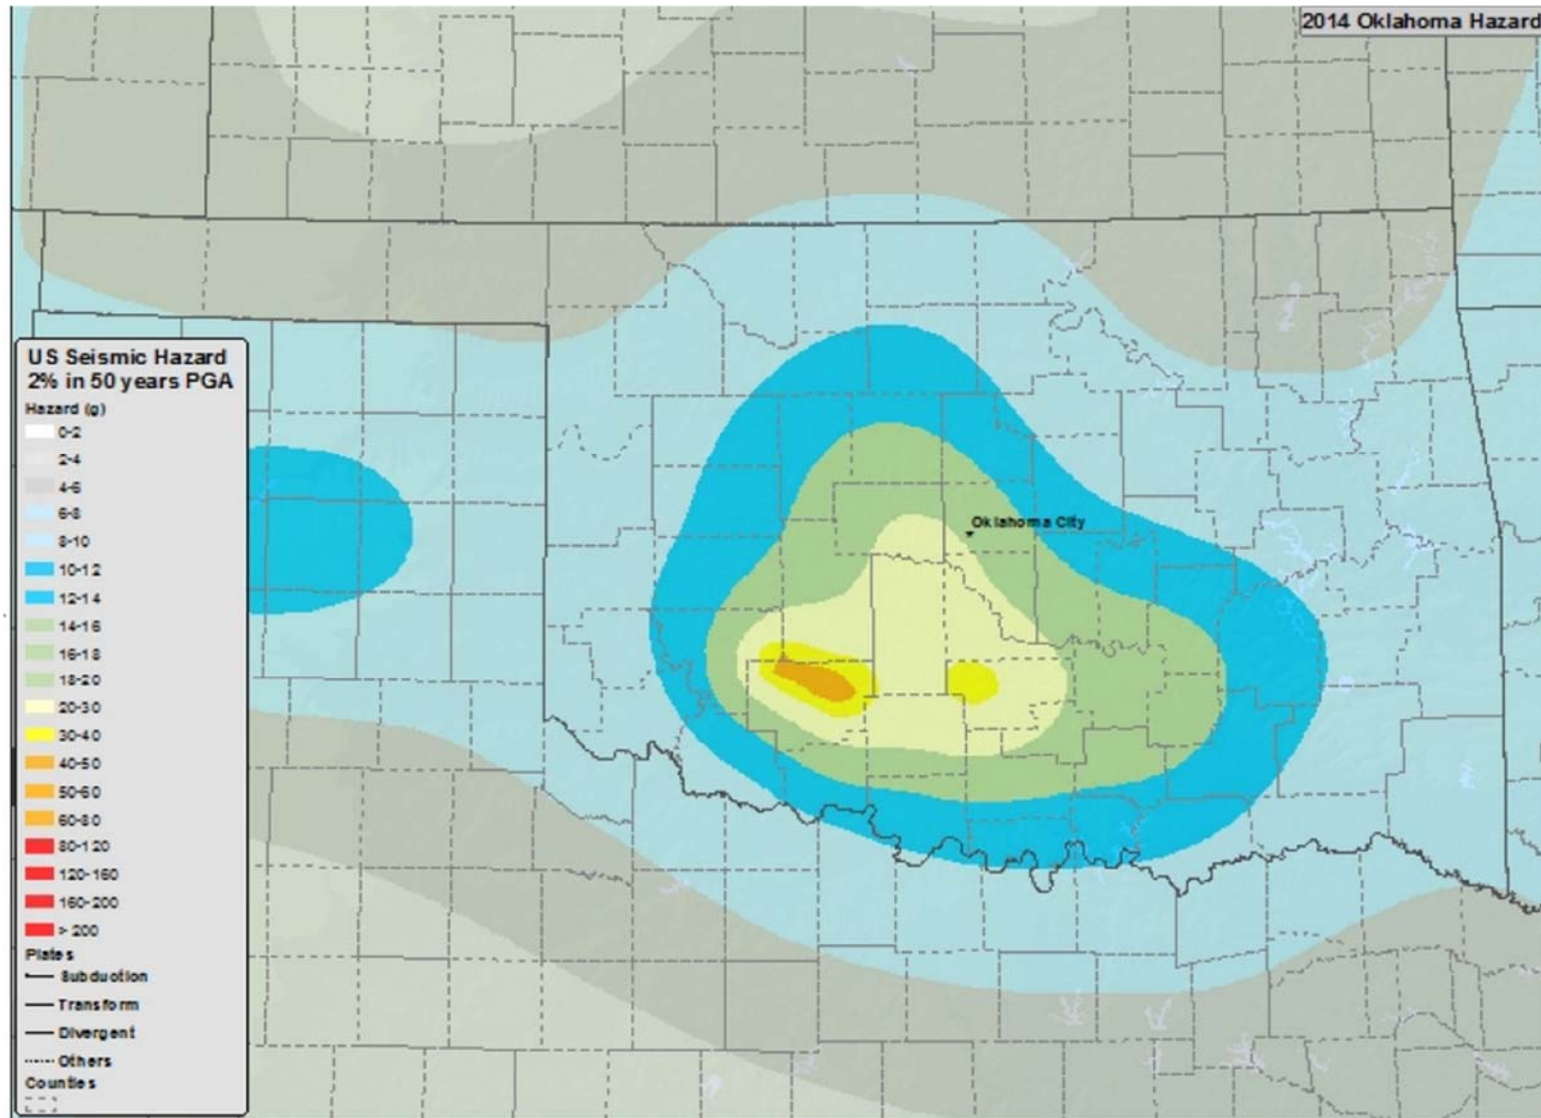 2014 Oklahoma Hazard
Oklahoma City
US Seismic Hazard
2% in 50 years PGA
Hazard (g)
0-2
2-4
4-6
6-8
8-10
10-12
12-14
14-16
16-18
18-20
20-30
30-40
40-50
50-60
60-80
80-120
120-160
160-200
> 200
Plates
Subduction
Transform
Divergent
Others
Counties